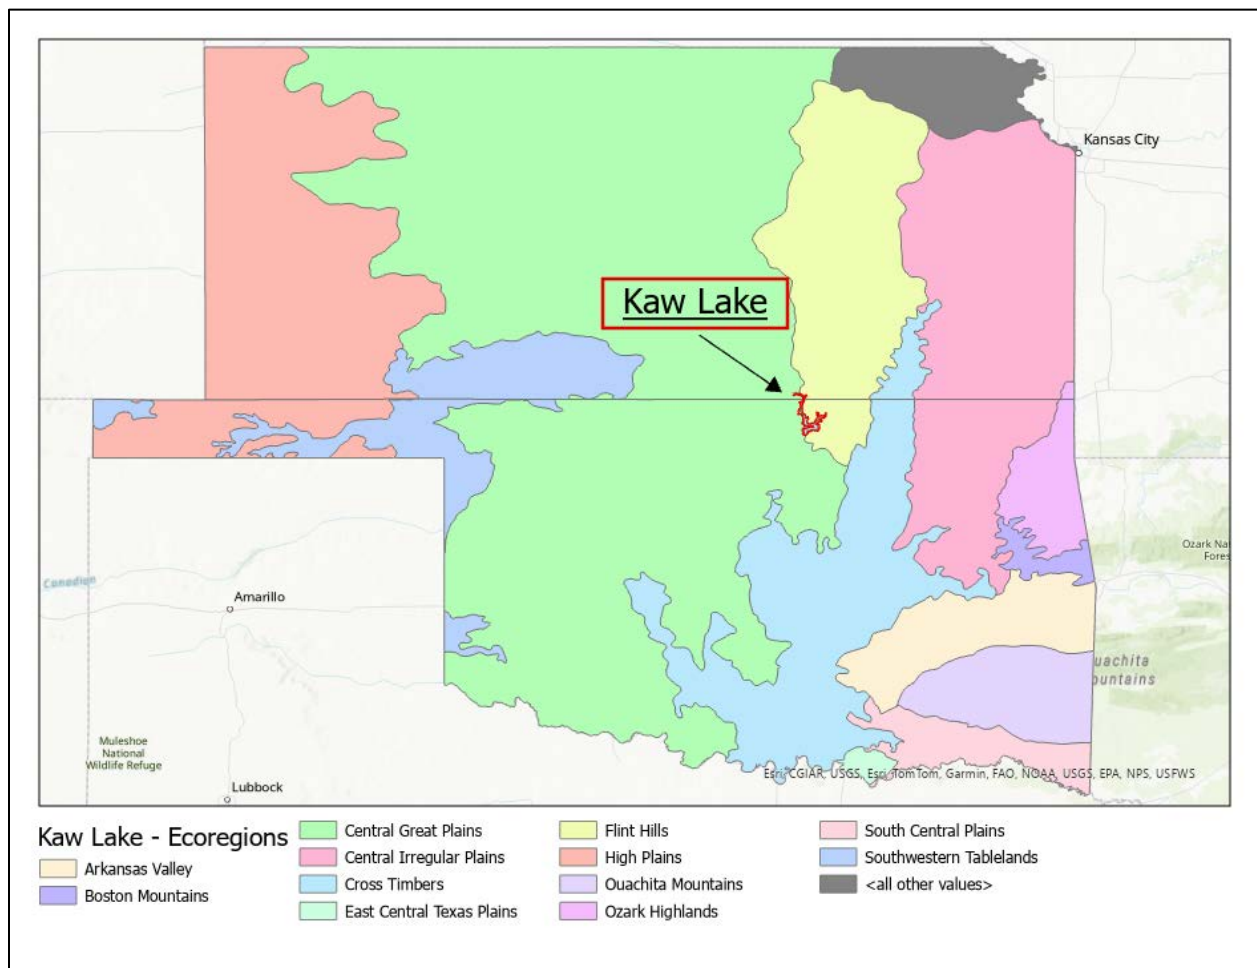 Kansas City
Kaw Lake
Ozark Na
Fores
Canadian
Amarillo
uachita
ountains
Muleshoe
National
Wildlife Refuge
Lubbock
Esri, CGIAR, USGS, Esri, TomTom, Garmin, FAO, NOAA, USGS, EPA, NPS, USFWS
Kaw Lake - Ecoregions
Arkansas Valley
Boston Mountains
Central Great Plains
Central Irregular Plains
Cross Timbers
East Central Texas Plains
Flint Hills
High Plains
Ouachita Mountains
Ozark Highlands
South Central Plains
Southwestern Tablelands
<all other values>